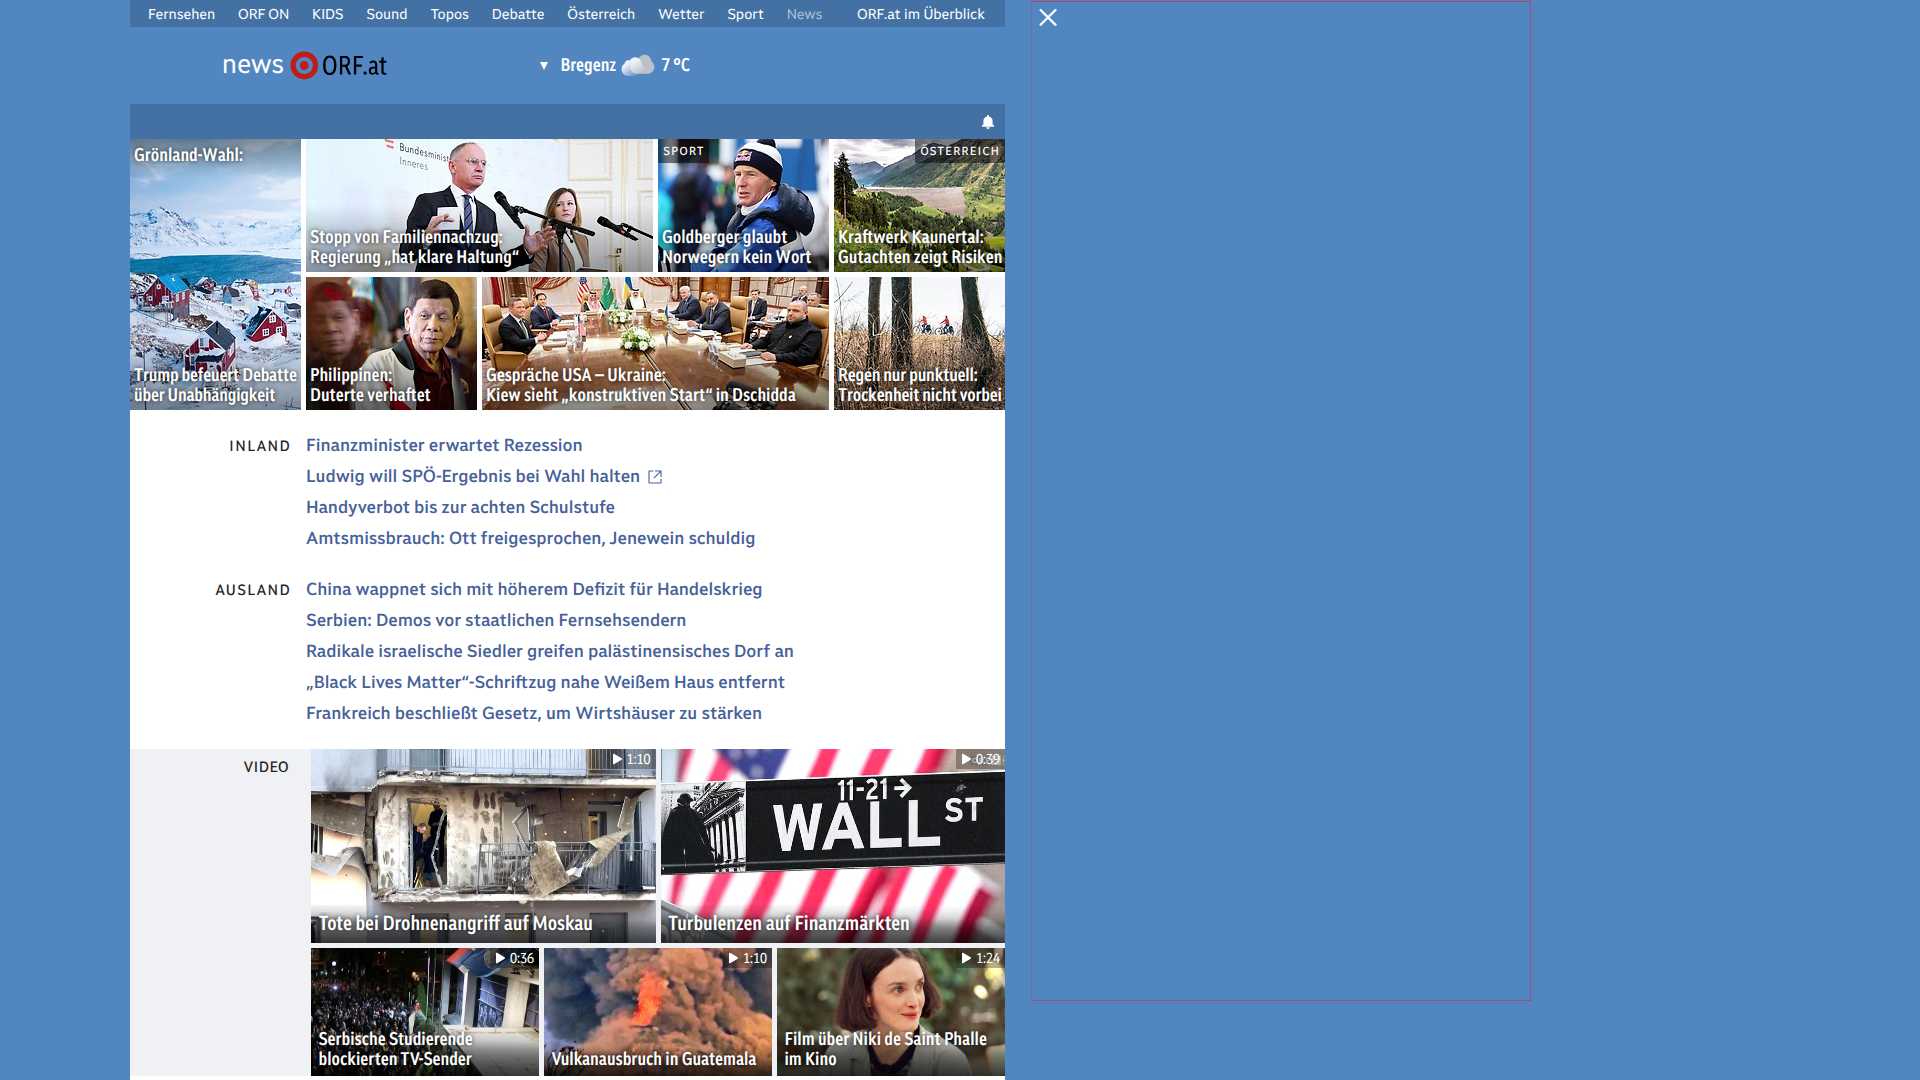 Fernsehen ORF ON KIDS Sound Topos Debatte Österreich Wetter Sport News ORF.at im Überblick
news ORF.at
Bregenz 7 °C
Grönland-Wahl:
Trump befeuert Debatte
über Unabhängigkeit
Bundesminist
Inneres
Stopp von Familiennachzug:
Regierung „hat klare Haltung“
SPORT
Goldberger glaubt
Norwegern kein Wort
ÖSTERREICH
Kraftwerk Kaunertal:
Gutachten zeigt Risiken
Philippinen:
Duterte verhaftet
Gespräche USA – Ukraine:
Kiew sieht „konstruktiven Start“ in Dschidda
Regen nur punktuell:
Trockenheit nicht vorbei
INLAND
Finanzminister erwartet Rezession
Ludwig will SPÖ-Ergebnis bei Wahl halten
Handyverbot bis zur achten Schulstufe
Amtsmissbrauch: Ott freigesprochen, Jenewein schuldig
AUSLAND
China wappnet sich mit höherem Defizit für Handelskrieg
Serbien: Demos vor staatlichen Fernsehsendern
Radikale israelische Siedler greifen palästinensisches Dorf an
„Black Lives Matter“-Schriftzug nahe Weißem Haus entfernt
Frankreich beschließt Gesetz, um Wirtshäuser zu stärken
VIDEO
1:10
Tote bei Drohnenangriff auf Moskau
0:39
11-21
WALL ST
Turbulenzen auf Finanzmärkten
0:36
Serbische Studierende
blockierten TV-Sender
1:10
Vulkanausbruch in Guatemala
1:24
Film über Niki de Saint Phalle
im Kino